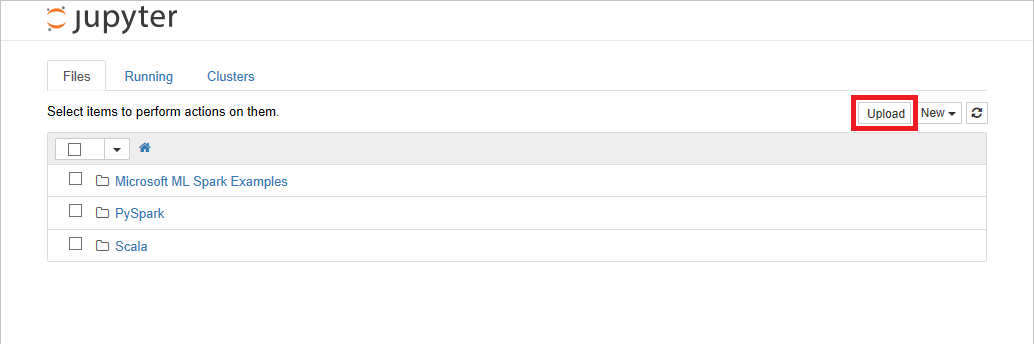 jupyter
Files Running Clusters
Select items to perform actions on them.
Upload New
Microsoft ML Spark Examples
PySpark
Scala